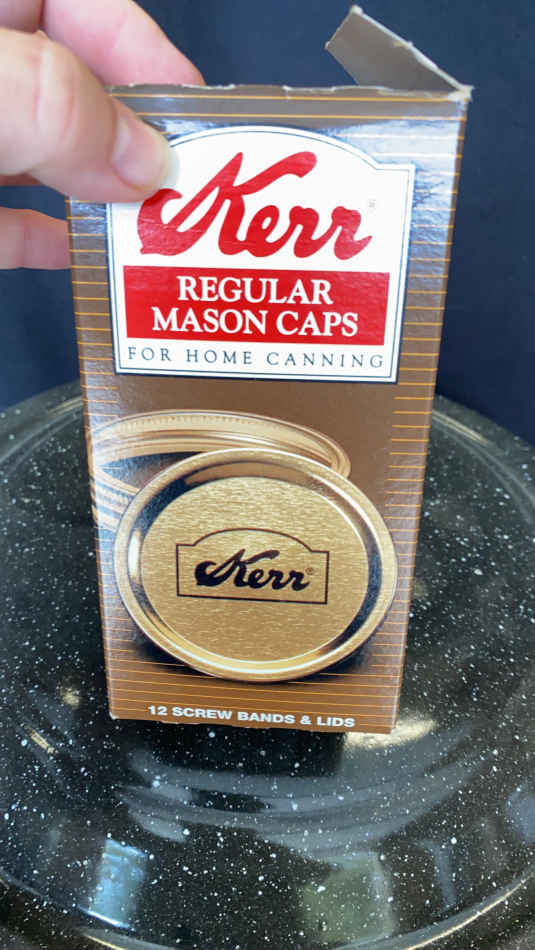 Kerr®
REGULAR
MASON CAPS
FOR HOME CANNING
Kerr®
12 SCREW BANDS & LIDS